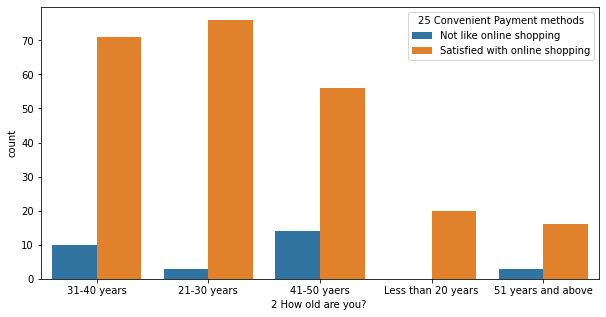 25 Convenient Payment methods
Not like online shopping
Satisfied with online shopping
70
60
50
40
30
20
10
0
count
31-40 years
21-30 years
41-50 yaers
Less than 20 years
51 years and above
2 How old are you?